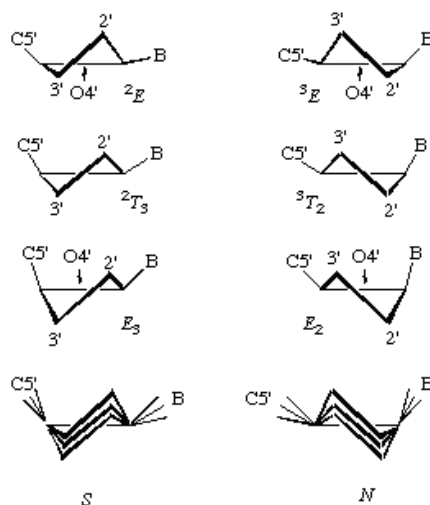 2' 3'
C5' B B
3' O4' ²E C5' ³E O4' 2'
2' 3'
C5' B C5' B
3' ²T₃ ³T₂ 2'
C5' O4' 2' B C5' 3' O4' B
3' E₃ E₂ 2'
C5' B C5' B
S N